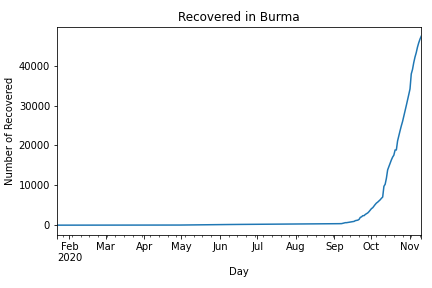 Recovered in Burma
Number of Recovered
40000
30000
20000
10000
0
Feb Mar Apr May Jun Jul Aug Sep Oct Nov
2020
Day